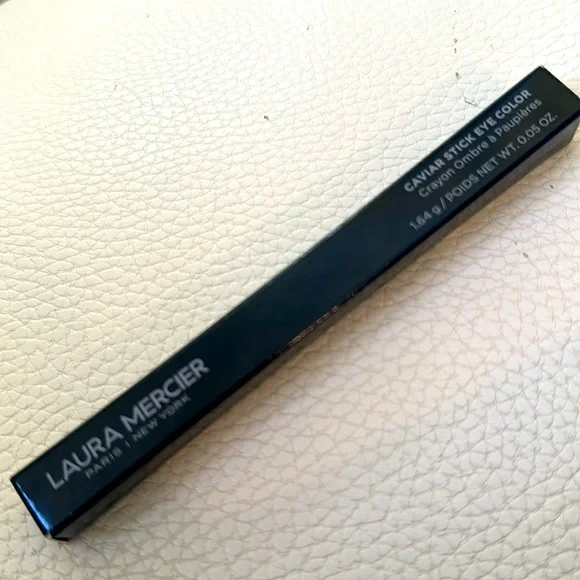 LAURA MERCIER
PARIS | NEW YORK
CAVIAR STICK EYE COLOR
Crayon Ombre à Paupières
1.64 g / POIDS NET WT. 0.05 OZ.